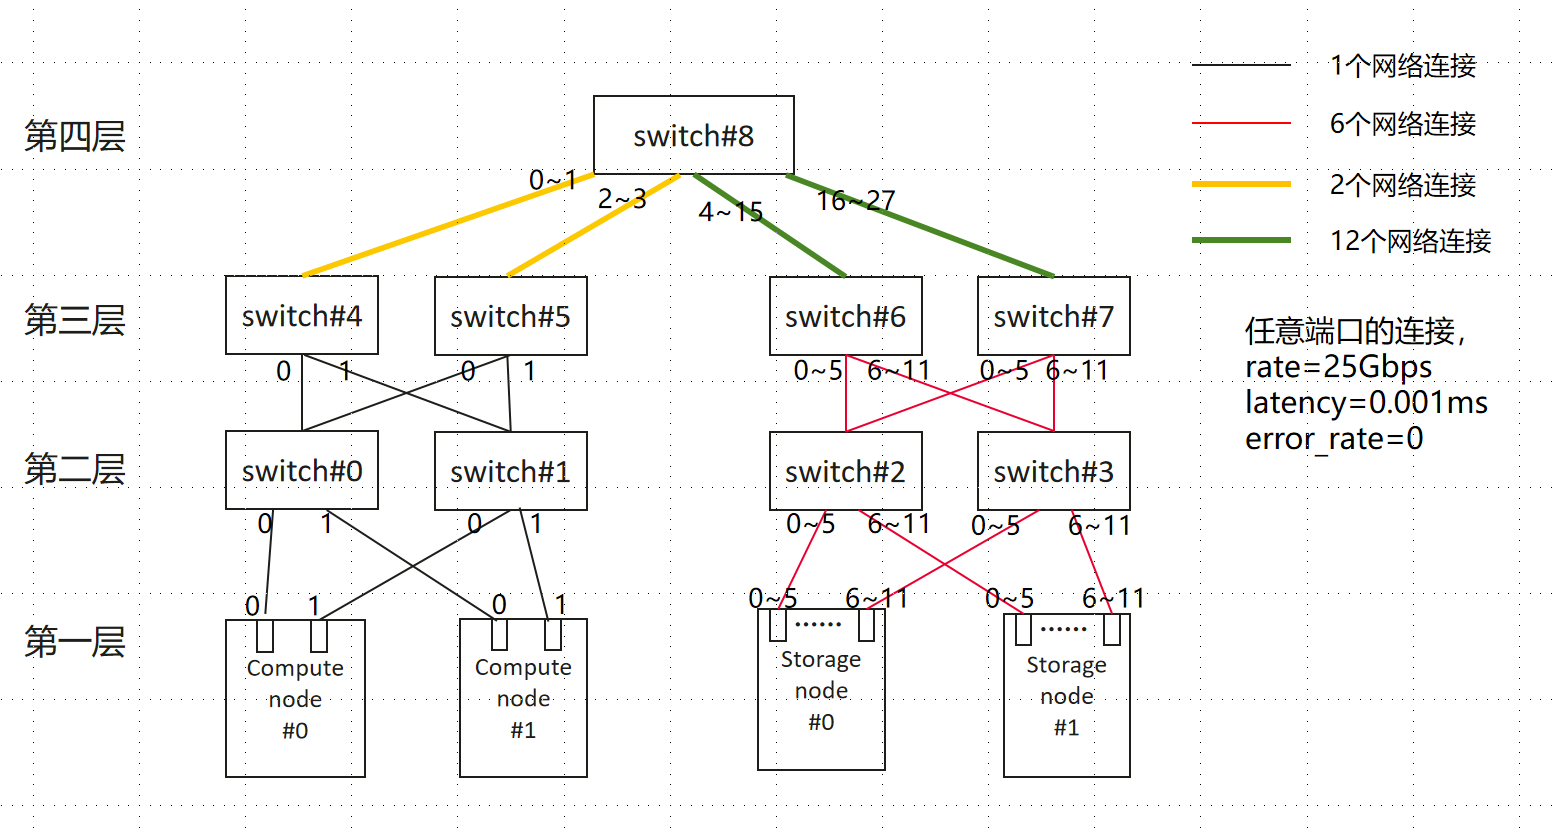 1个网络连接
6个网络连接
2个网络连接
12个网络连接
第四层
switch#8
0~1
2~3
4~15
16~27
第三层
switch#4
switch#5
switch#6
switch#7
任意端口的连接，
rate=25Gbps
latency=0.001ms
error_rate=0
0
1
0
1
0~5
6~11
0~5
6~11
第二层
switch#0
switch#1
switch#2
switch#3
0
1
0
1
0~5
6~11
0~5
6~11
0
1
0
1
0~5
6~11
0~5
6~11
第一层
Compute
node
#0
Compute
node
#1
......
Storage
node
#0
......
Storage
node
#1